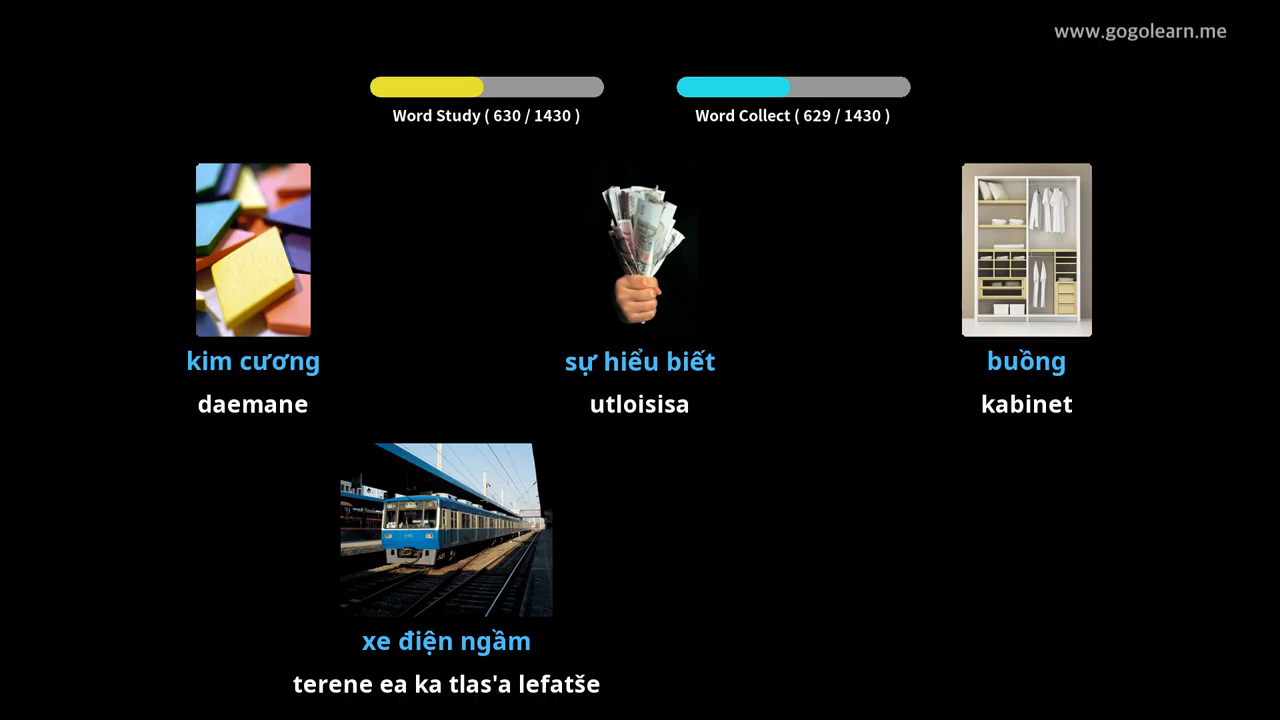 www.gogolearn.me
Word Study ( 630 / 1430 )
Word Collect ( 629 / 1430 )
kim cương
daemane
sự hiểu biết
utloisisa
buồng
kabinet
xe điện ngầm
terene ea ka tlas'a lefatše